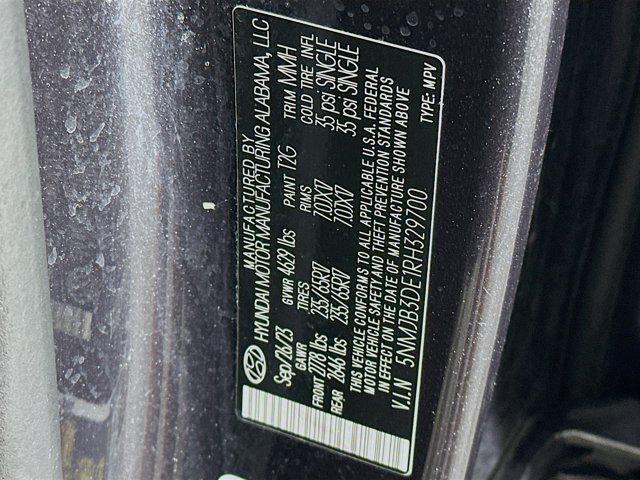 MANUFACTURED BY
HYUNDAI MOTOR MANUFACTURING ALABAMA, LLC
Sep /26/ 23 GVWR 4629 lbs PAINT T2G TRIM MMH
GAWR TIRES RIMS COLD TIRE INFL
FRONT 2778 lbs 235/65R17 7.0JX17 35 psi SINGLE
REAR 2646 lbs 235/65R17 7.0JX17 35 psi SINGLE
THIS VEHICLE CONFORMS TO ALL APPLICABLE U.S.A. FEDERAL
MOTOR VEHICLE SAFETY AND THEFT PREVENTION STANDARDS
IN EFFECT ON THE DATE OF MANUFACTURE SHOWN ABOVE
V.I.N 5NMJB3DE1RH329700 TYPE: MPV